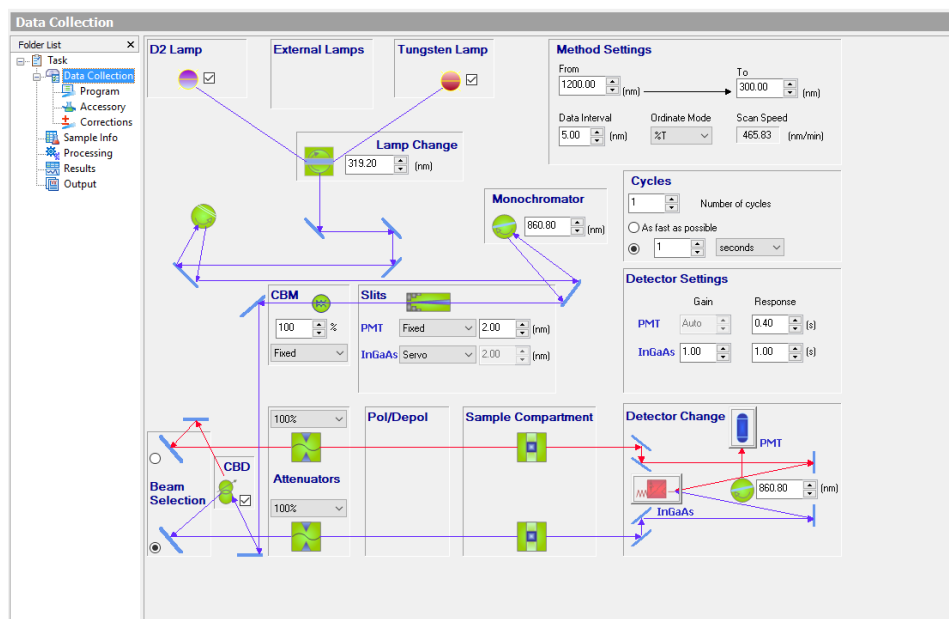 Data Collection
Folder List
×
Task
Data Collection
Program
Accessory
Corrections
Sample Info
Processing
Results
Output
D2 Lamp
External Lamps
Tungsten Lamp
Lamp Change
319.20 (nm)
Monochromator
860.80 (nm)
Method Settings
From
To
1200.00 (nm)
300.00 (nm)
Data Interval
Ordinate Mode
Scan Speed
5.00 (nm)
%T
465.83 (nm/min)
Cycles
1 Number of cycles
As fast as possible
1 seconds
CBM
100 %
Fixed
Slits
PMT Fixed 2.00 (nm)
InGaAs Servo 2.00 (nm)
Detector Settings
Gain Response
PMT Auto 0.40 (s)
InGaAs 1.00 1.00 (s)
Beam
Selection
CBD
100%
Attenuators
100%
Pol/Depol
Sample Compartment
Detector Change
PMT
860.80 (nm)
InGaAs